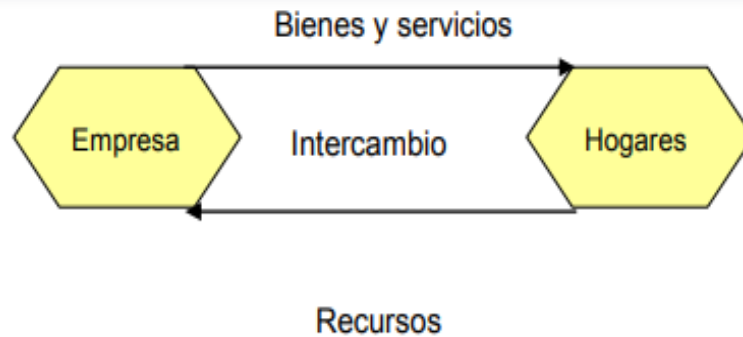 Bienes y servicios
Empresa
Intercambio
Hogares
Recursos